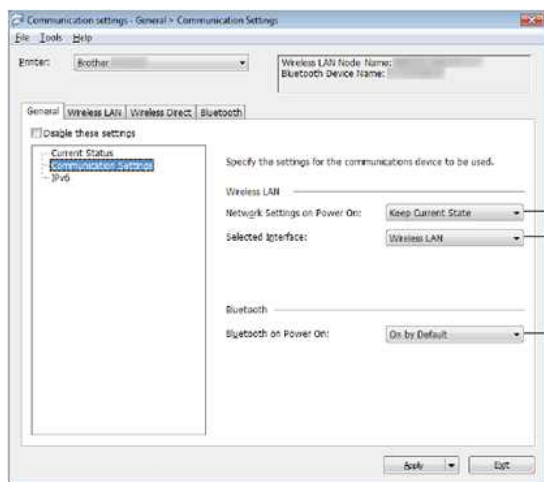 Communication settings - General > Communication Settings
File Tools Help
Printer: Brother
Wireless LAN Node Name:
Bluetooth Device Name:
General Wireless LAN Wireless Direct Bluetooth
Disable these settings
Current Status
Communication Settings
IPv6
Specify the settings for the communications device to be used.
Wireless LAN
Network Settings on Power On: Keep Current State
Selected Interface: Wireless LAN
Bluetooth
Bluetooth on Power On: On by Default
Apply Exit